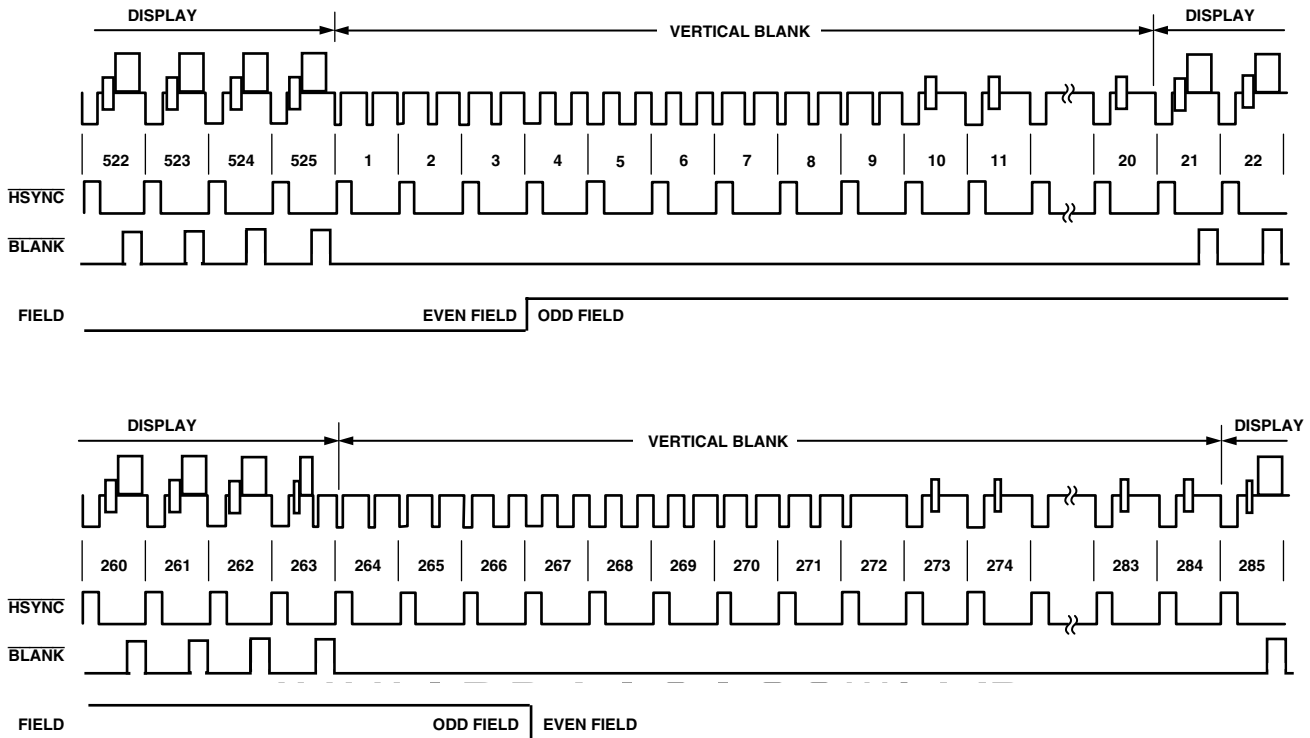 DISPLAY VERTICAL BLANK DISPLAY
522 523 524 525 1 2 3 4 5 6 7 8 9 10 11 20 21 22
HSYNC
BLANK
FIELD EVEN FIELD ODD FIELD
DISPLAY VERTICAL BLANK DISPLAY
260 261 262 263 264 265 266 267 268 269 270 271 272 273 274 283 284 285
HSYNC
BLANK
FIELD ODD FIELD EVEN FIELD